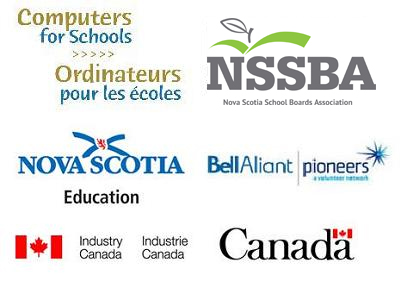 Computers
for Schools
>>>>>
Ordinateurs
pour les écoles
NSSBA
Nova Scotia School Boards Association
NOVA SCOTIA
Education
BellAliant | pioneers
a volunteer network
Industry Canada
Industrie Canada
Canada